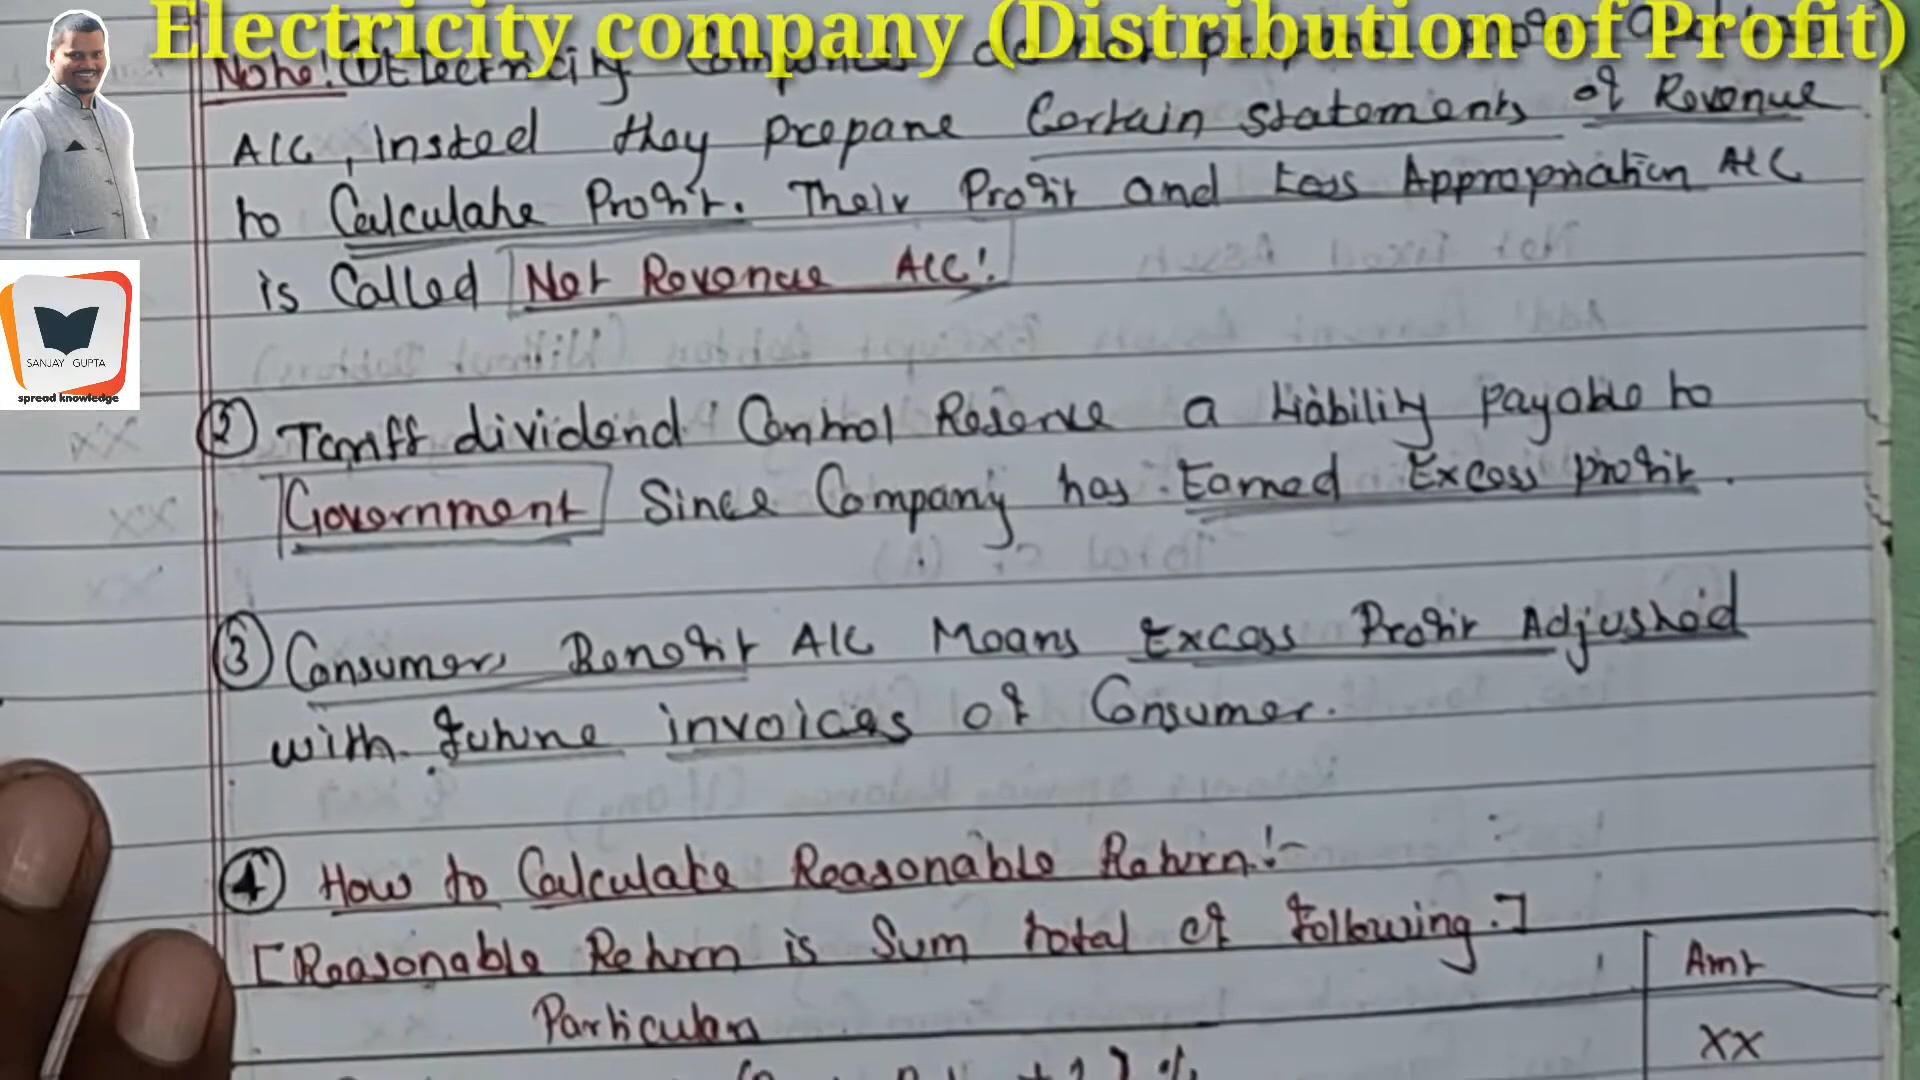 Electricity company (Distribution of Profit)
Note: ① Electricity Companies
A/C, Insted they prepare Certain statements of Revenue
to Calculate Profit. Their Profit and Loss Appropriation A/C
is Called Net Revenue A/C.
② Tariff dividend Control Reserve a liability payable to
Government Since Company has Earned Excess profit.
③ Consumers Benefit A/C Means Excess Profit Adjusted
with future invoices of Consumer.
④ How to Calculate Reasonable Return:-
[Reasonable Return is Sum total of following.]
Particulars Amt
XX
SANJAY GUPTA
spread knowledge